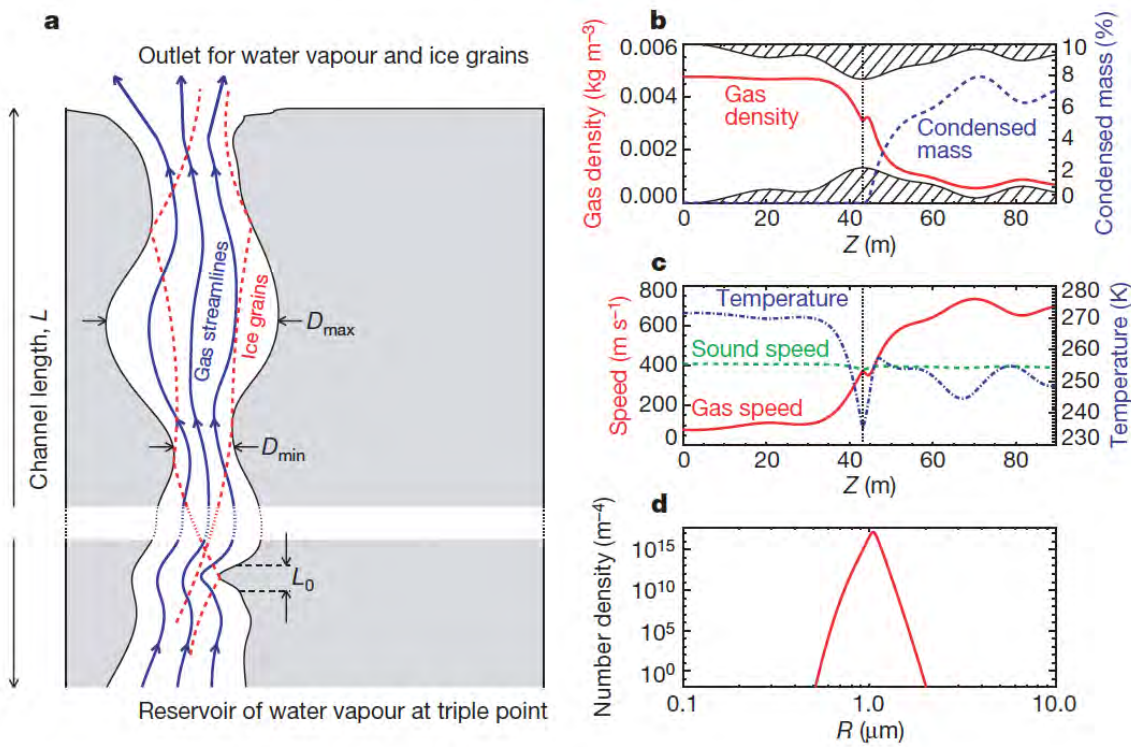 a
Outlet for water vapour and ice grains
Channel length, L
Gas streamlines
Ice grains
D max
D min
L 0
Reservoir of water vapour at triple point
b
Gas density (kg m–3)
0.006
0.004
0.002
0.000
Gas density
Condensed mass
10
8
6
4
2
0
Condensed mass (%)
0 20 40 60 80
Z (m)
c
Speed (m s–1)
800
600
400
200
0
Temperature
Sound speed
Gas speed
280
270
260
250
240
230
Temperature (K)
0 20 40 60 80
Z (m)
d
Number density (m–4)
10^15
10^10
10^5
10^0
0.1 1.0 10.0
R (μm)